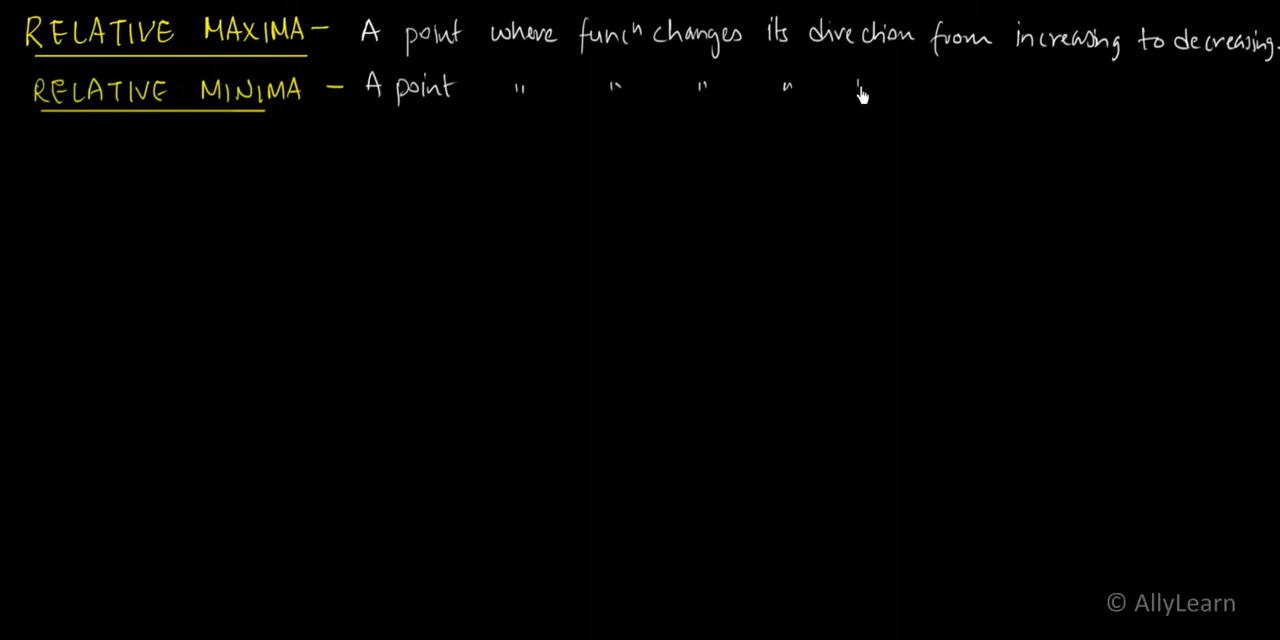 RELATIVE MAXIMA - A point where funcⁿ changes its direction from increasing to decreasing.
RELATIVE MINIMA - A point " " " " '
© AllyLearn